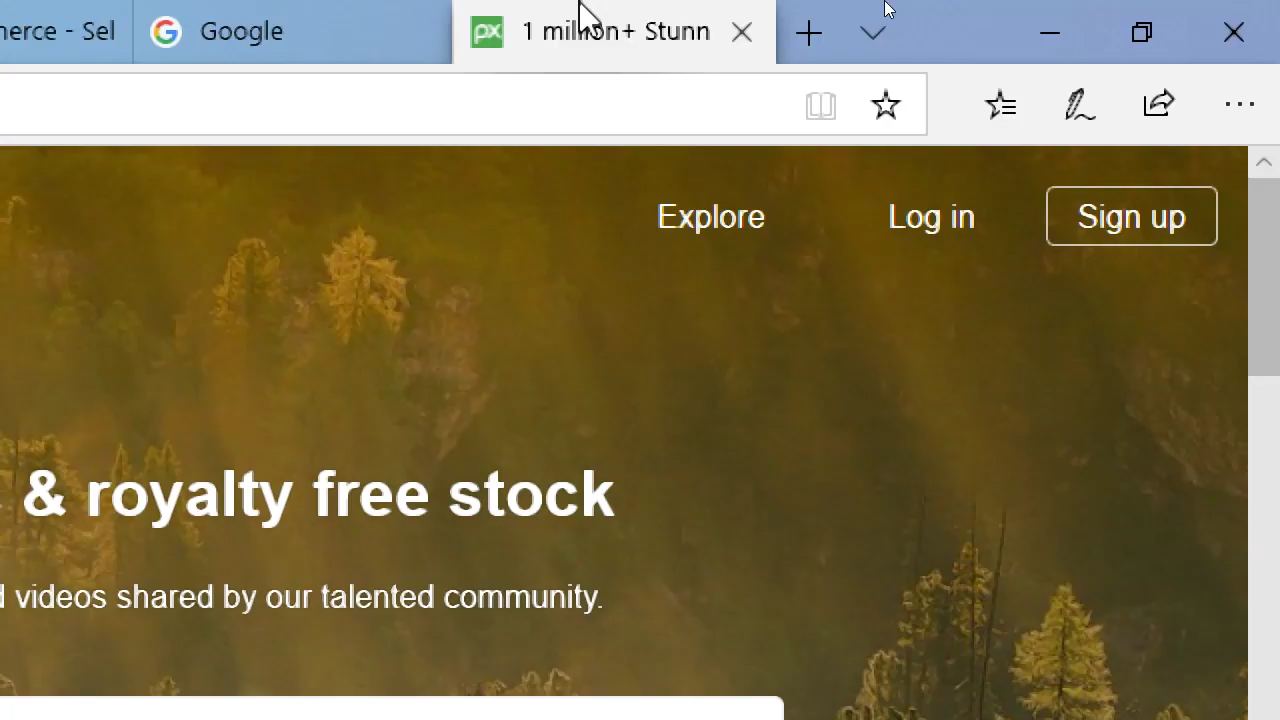 nerce - Sel
Google
px
1 million+ Stunn
Explore
Log in
Sign up
& royalty free stock
d videos shared by our talented community.